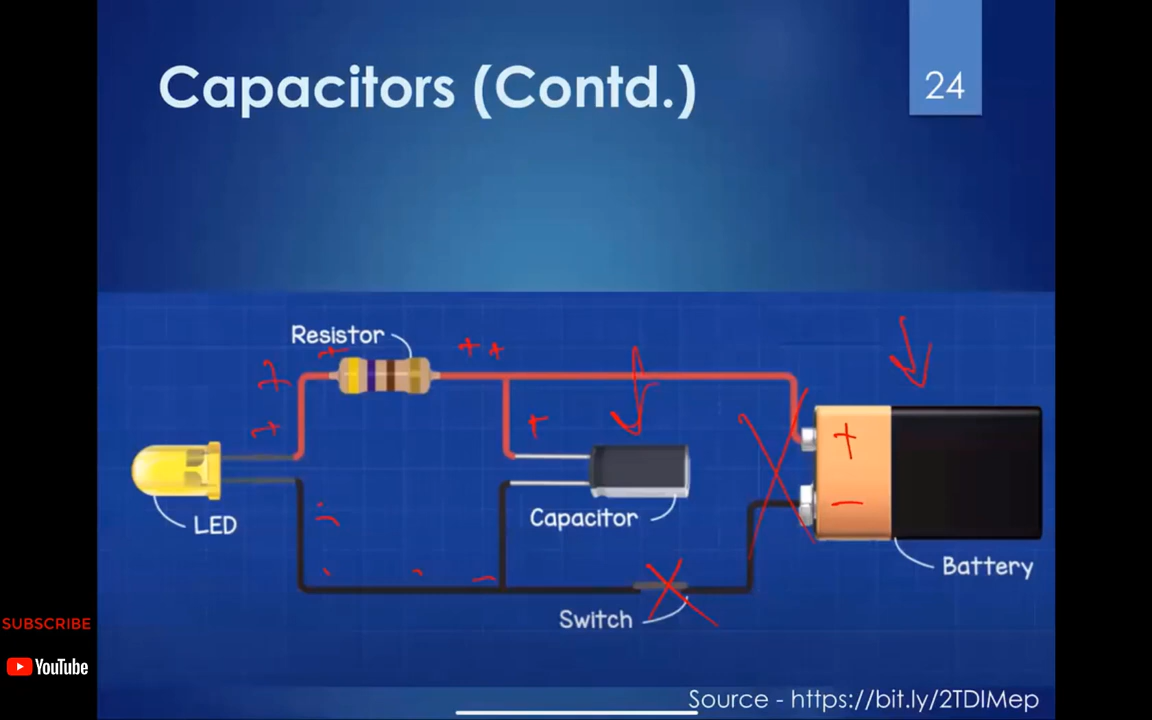 Capacitors (Contd.)
24
Resistor
+ + +
+
+
+
+
-
LED
Capacitor
Battery
Switch
SUBSCRIBE
YouTube
Source - https://bit.ly/2TDIMep